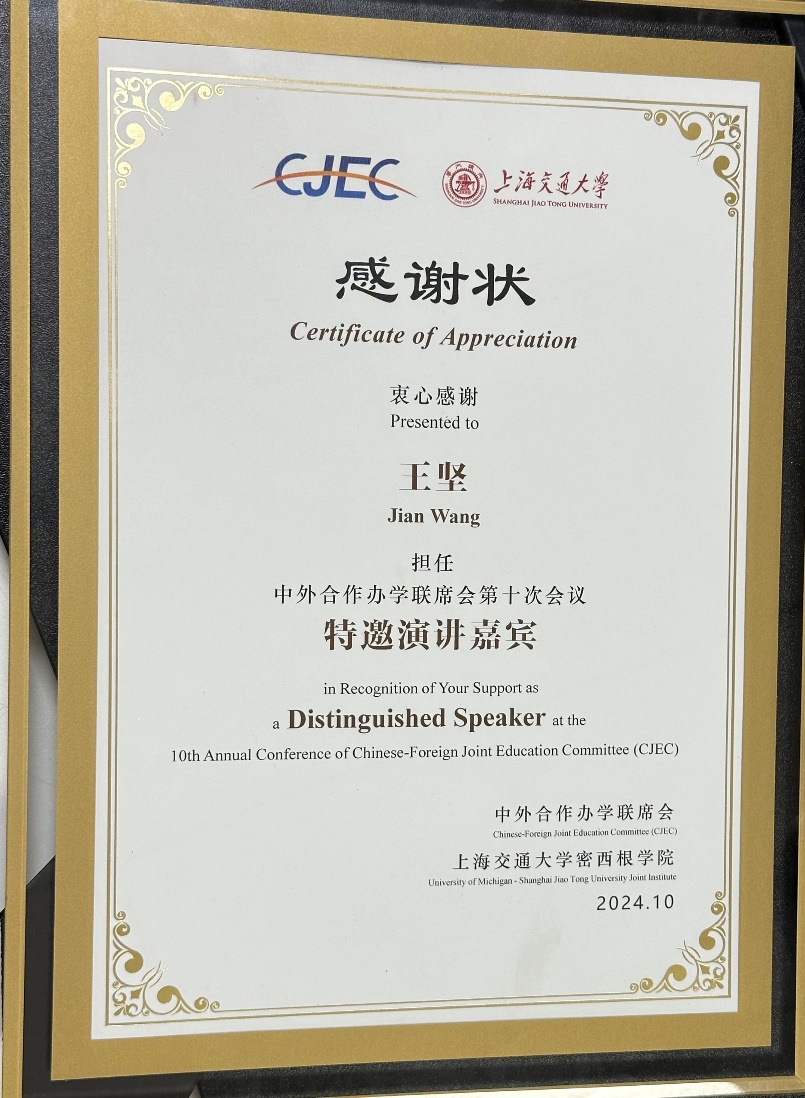 CJEC
上海交通大學
SHANGHAI JIAO TONG UNIVERSITY
感谢状
Certificate of Appreciation
衷心感谢
Presented to
王坚
Jian Wang
担任
中外合作办学联席会第十次会议
特邀演讲嘉宾
in Recognition of Your Support as
a Distinguished Speaker at the
10th Annual Conference of Chinese-Foreign Joint Education Committee (CJEC)
中外合作办学联席会
Chinese-Foreign Joint Education Committee (CJEC)
上海交通大学密西根学院
University of Michigan - Shanghai Jiao Tong University Joint Institute
2024.10